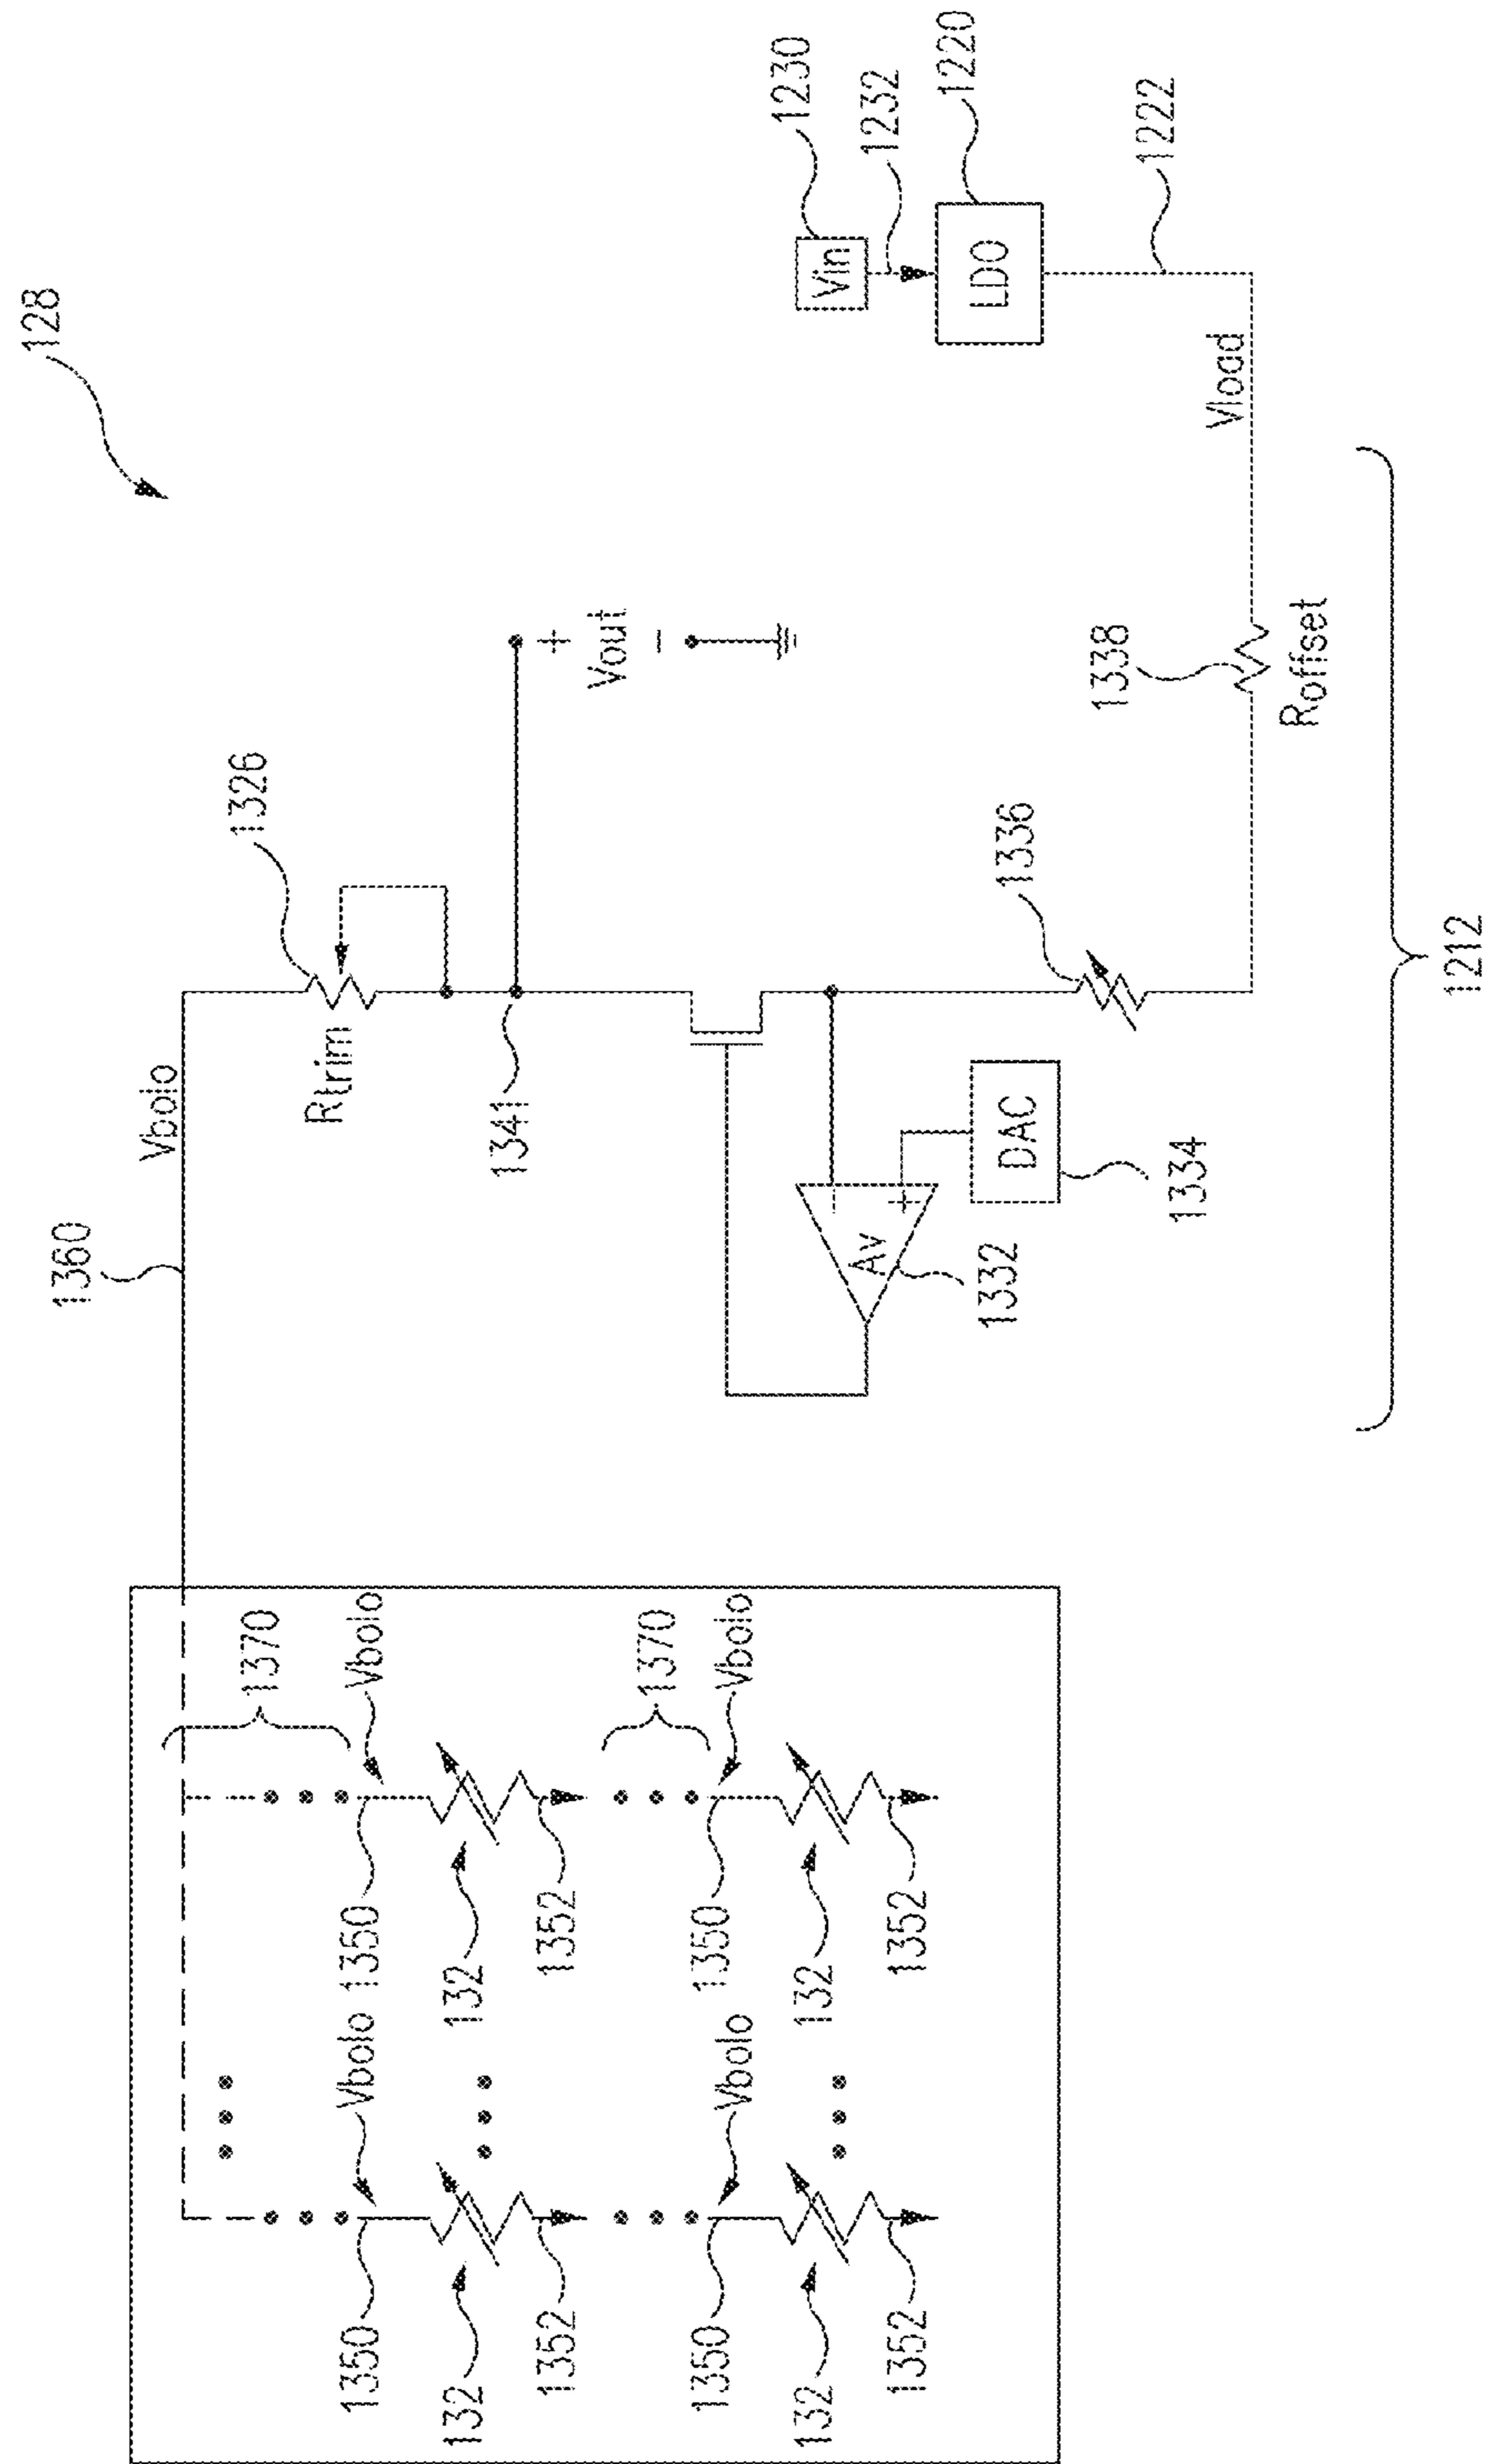 128
1360
Vbolo
1326
1370
Rtrim
1350 Vbolo 1350 Vbolo
132 132
1341
1352 1352
+
Vout
−
1370
1350 Vbolo 1350 Vbolo
1230
132 132
Vin
−
Av
1232
+
1352 1352
1220
LDO
1332
DAC
1336
1338
1222
1334
Vload
Roffset
1212